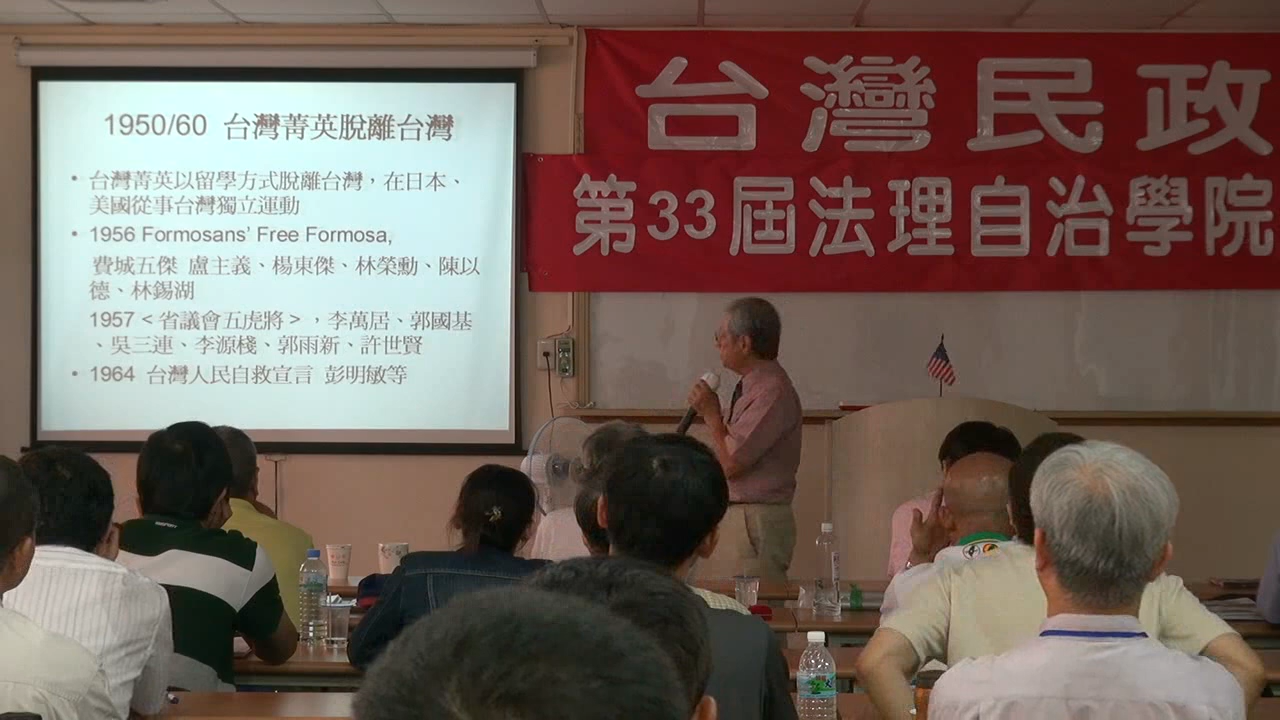 1950/60 台灣菁英脫離台灣
• 台灣菁英以留學方式脫離台灣，在日本、
美國從事台灣獨立運動
• 1956 Formosans’ Free Formosa,
費城五傑 盧主義、楊東傑、林榮勳、陳以
德、林錫湖
1957 < 省議會五虎將 > ，李萬居、郭國基
、吳三連、李源棧、郭雨新、許世賢
• 1964 台灣人民自救宣言 彭明敏等
台灣民政
第33屆法理自治學院